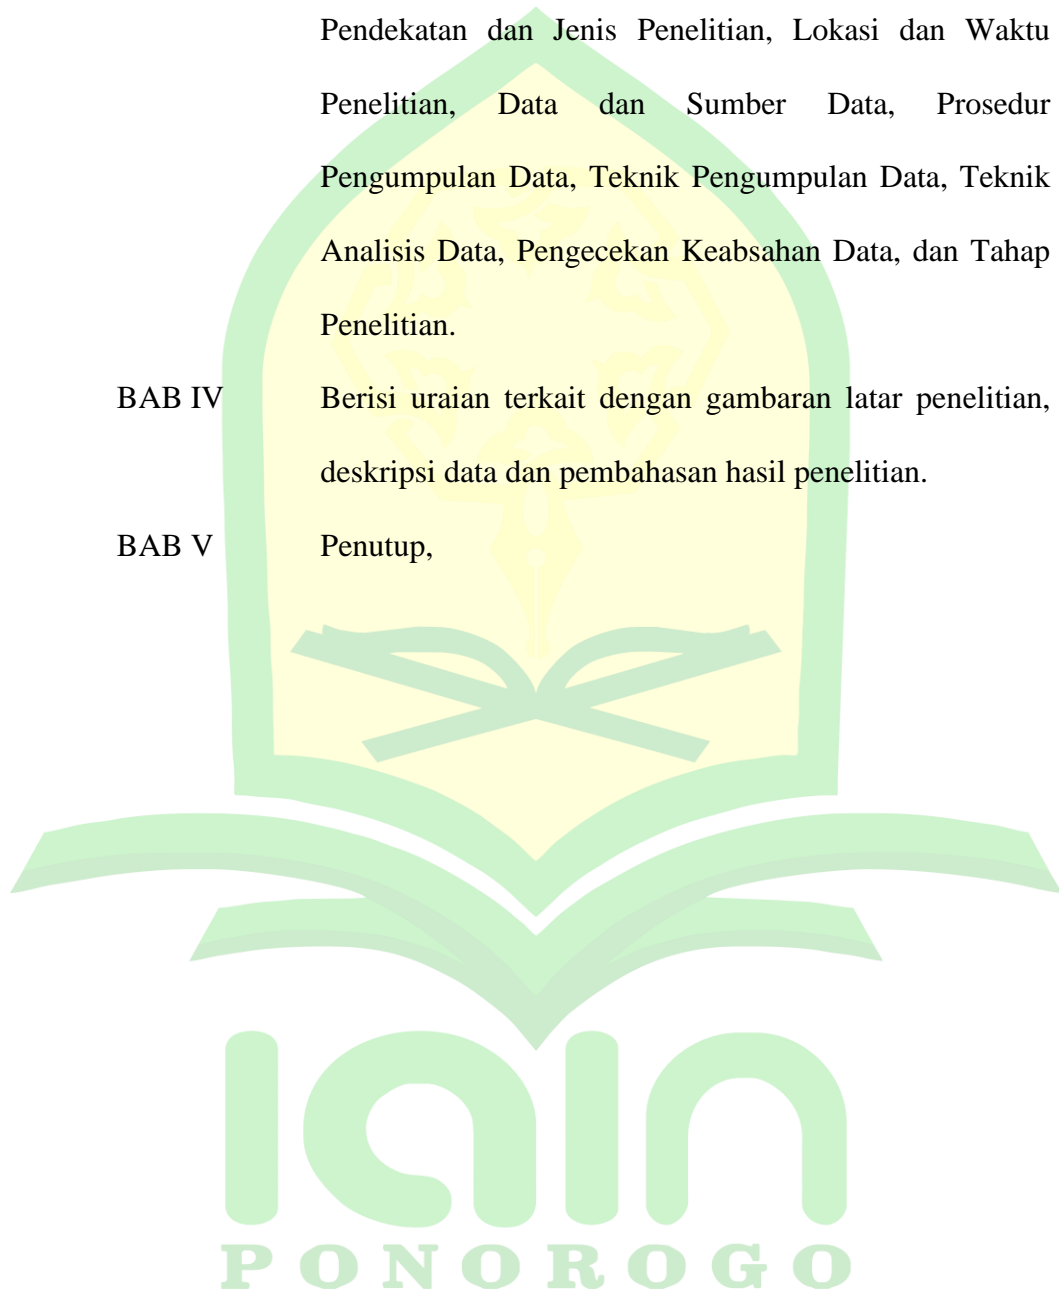 Pendekatan dan Jenis Penelitian, Lokasi dan Waktu
Penelitian, Data dan Sumber Data, Prosedur
Pengumpulan Data, Teknik Pengumpulan Data, Teknik
Analisis Data, Pengecekan Keabsahan Data, dan Tahap
Penelitian.
BAB IV Berisi uraian terkait dengan gambaran latar penelitian,
deskripsi data dan pembahasan hasil penelitian.
BAB V Penutup,
iain
PONOROGO